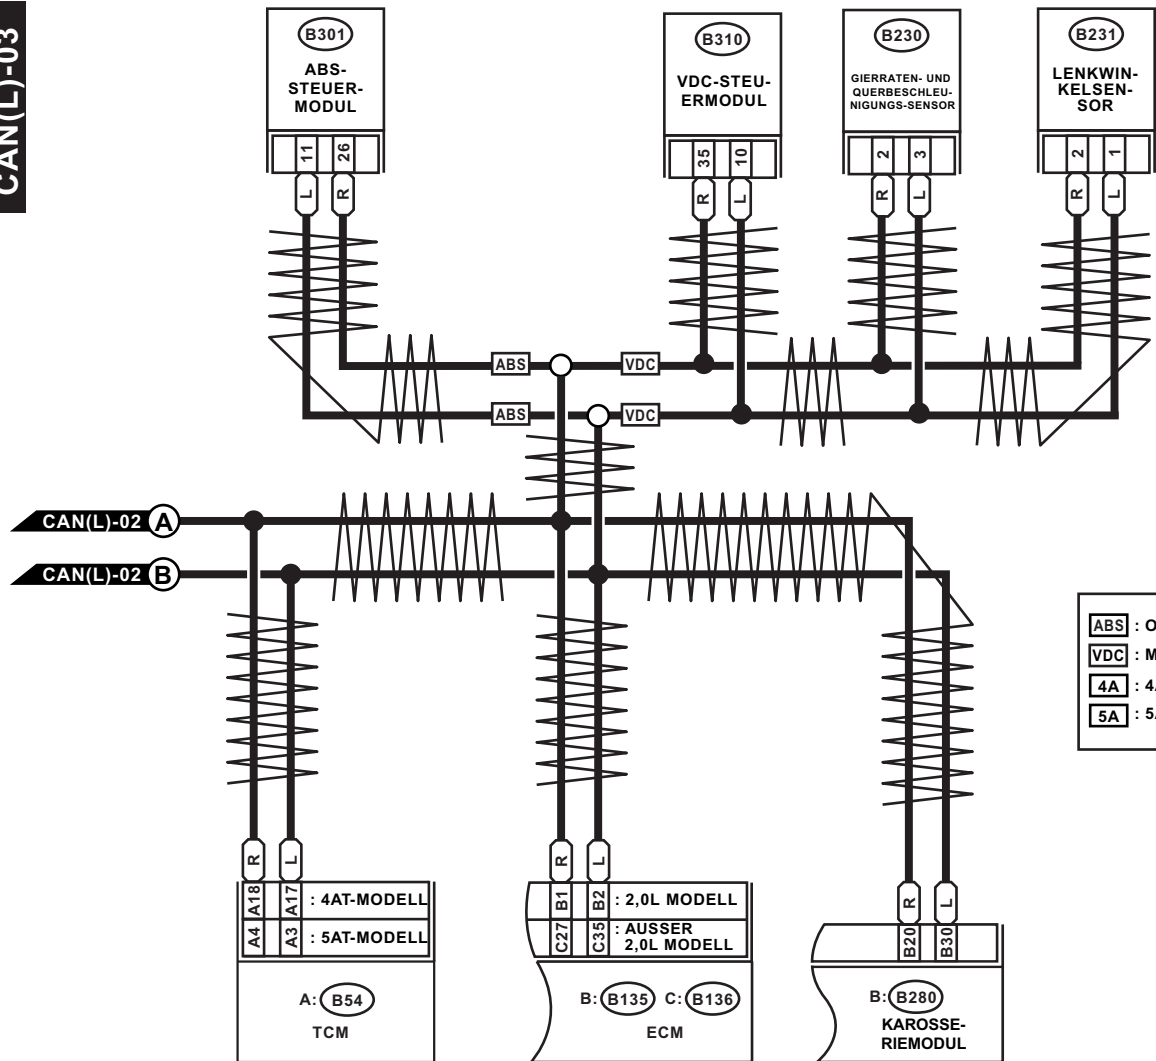 CAN(L)-03
B301
ABS-
STEUER-
MODUL
11
26
L
R
B310
VDC-STEU-
ERMODUL
35
10
R
L
B230
GIERRATEN- UND
QUERBESCHLEU-
NIGUNGS-SENSOR
2
3
R
L
B231
LENKWIN-
KELSEN-
SOR
2
1
R
L
ABS
VDC
ABS
VDC
CAN(L)-02 A
CAN(L)-02 B
ABS : O
VDC : M
4A : 4
5A : 5
R
L
A18 A17 : 4AT-MODELL
A4 A3 : 5AT-MODELL
A: B54
TCM
R
L
B1 B2 : 2,0L MODELL
C27 C35 : AUSSER
2,0L MODELL
B: B135 C: B136
ECM
R
L
B20
B30
B: B280
KAROSSE-
RIEMODUL